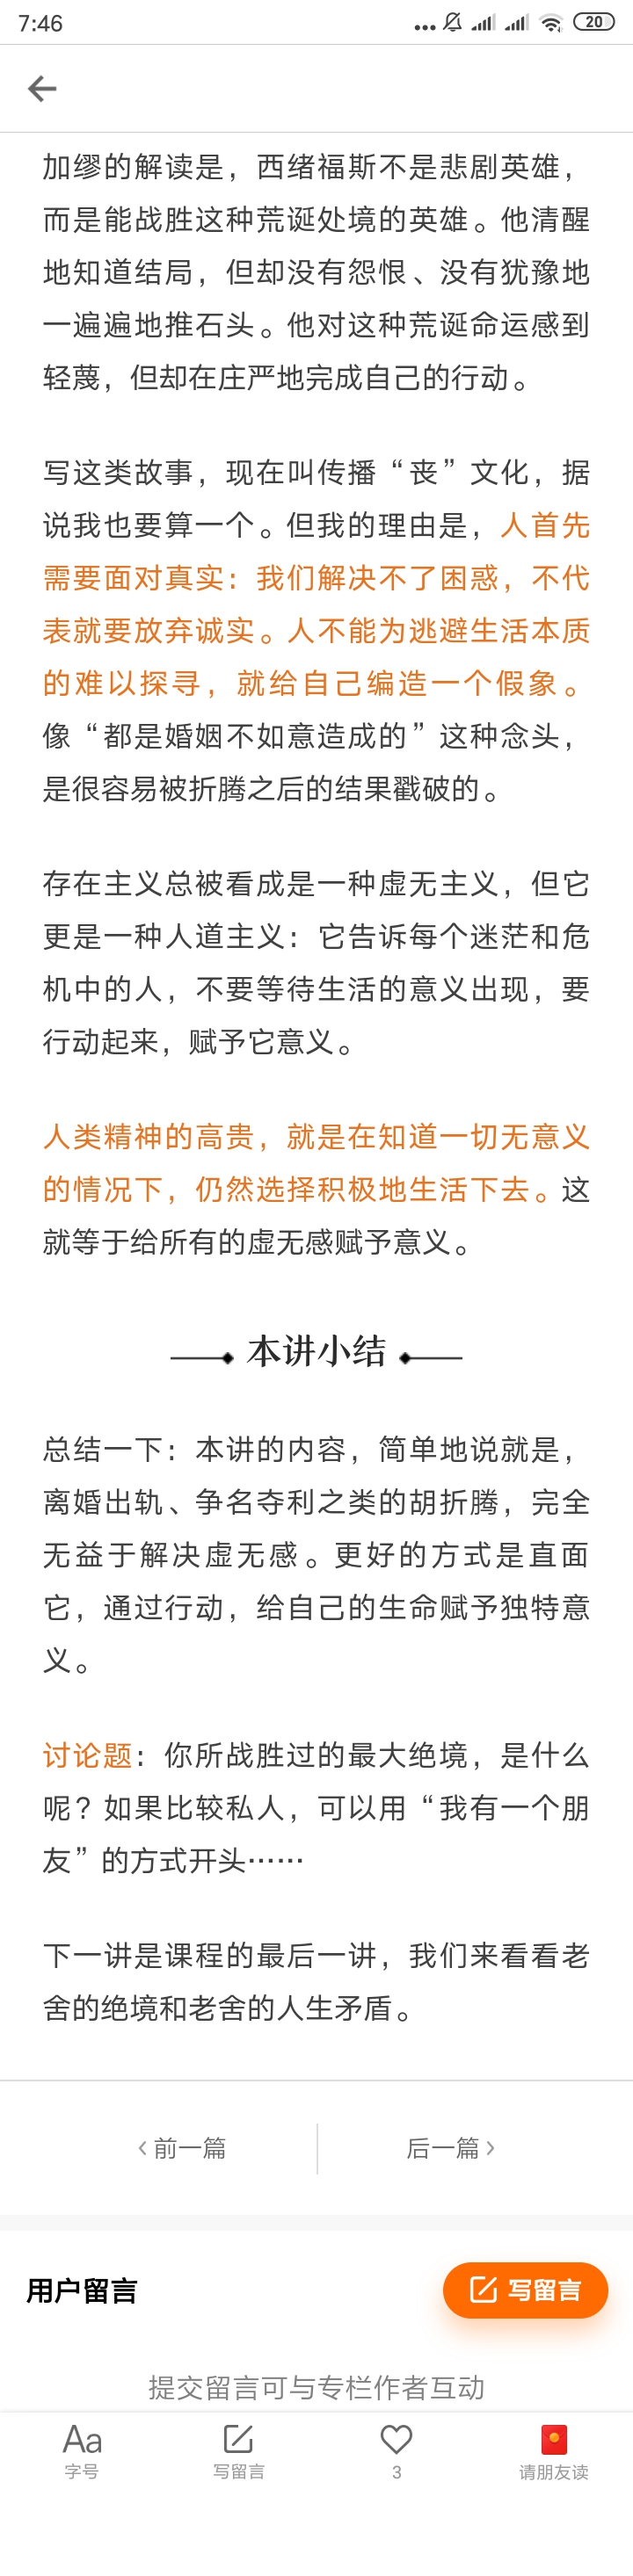 7:46
20
加缪的解读是，西绪福斯不是悲剧英雄，
而是能战胜这种荒诞处境的英雄。他清醒
地知道结局，但却没有怨恨、没有犹豫地
一遍遍地推石头。他对这种荒诞命运感到
轻蔑，但却在庄严地完成自己的行动。
写这类故事，现在叫传播“丧”文化，据
说我也要算一个。但我的理由是，人首先
需要面对真实：我们解决不了困惑，不代
表就要放弃诚实。人不能为逃避生活本质
的难以探寻，就给自己编造一个假象。
像“都是婚姻不如意造成的”这种念头，
是很容易被折腾之后的结果戳破的。
存在主义总被看成是一种虚无主义，但它
更是一种人道主义：它告诉每个迷茫和危
机中的人，不要等待生活的意义出现，要
行动起来，赋予它意义。
人类精神的高贵，就是在知道一切无意义
的情况下，仍然选择积极地生活下去。这
就等于给所有的虚无感赋予意义。
本讲小结
总结一下：本讲的内容，简单地说就是，
离婚出轨、争名夺利之类的胡折腾，完全
无益于解决虚无感。更好的方式是直面
它，通过行动，给自己的生命赋予独特意
义。
讨论题：你所战胜过的最大绝境，是什么
呢？如果比较私人，可以用“我有一个朋
友”的方式开头……
下一讲是课程的最后一讲，我们来看看老
舍的绝境和老舍的人生矛盾。
前一篇 后一篇
用户留言 写留言
提交留言可与专栏作者互动
Aa
字号 写留言 3 请朋友读